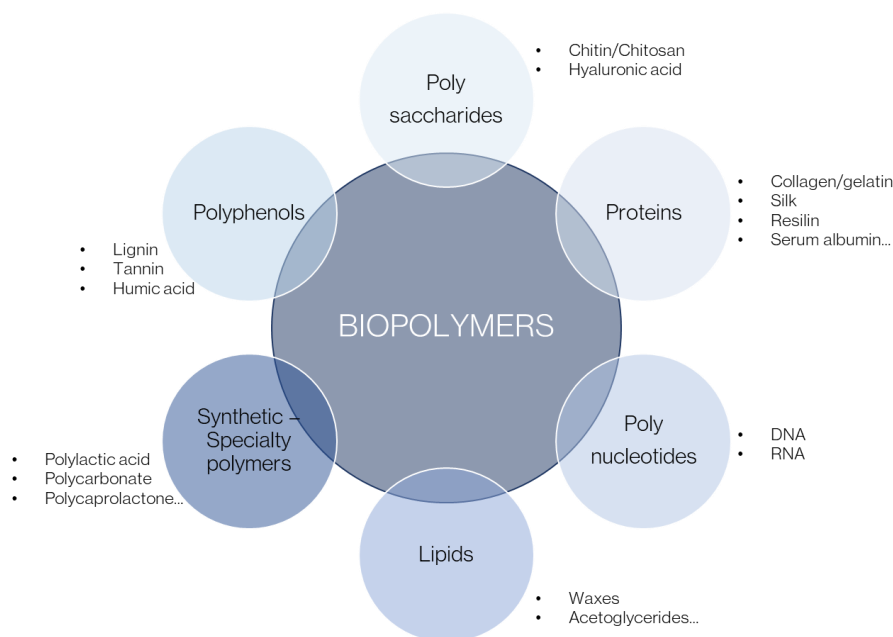 Poly
saccharides
• Chitin/Chitosan
• Hyaluronic acid
Proteins
• Collagen/gelatin
• Silk
• Resilin
• Serum albumin...
Polyphenols
• Lignin
• Tannin
• Humic acid
BIOPOLYMERS
Synthetic –
Specialty
polymers
• Polylactic acid
• Polycarbonate
• Polycaprolactone...
Poly
nucleotides
• DNA
• RNA
Lipids
• Waxes
• Acetoglycerides...